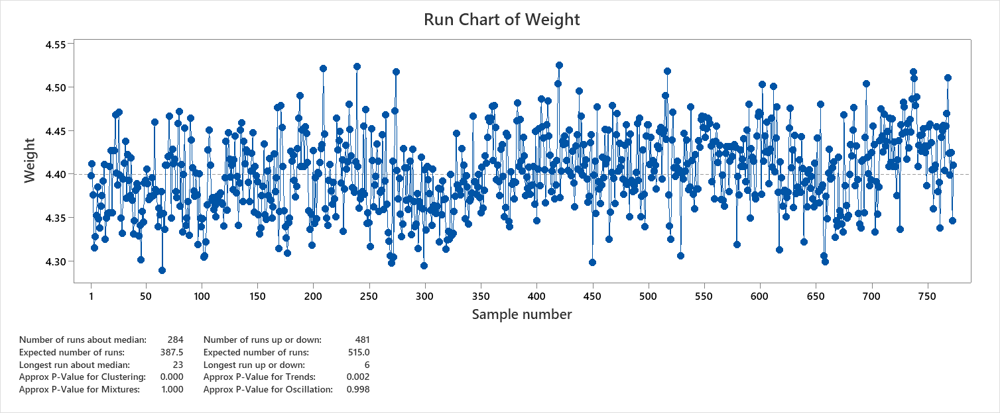 Run Chart of Weight
Weight
4.55
4.50
4.45
4.40
4.35
4.30
1 50 100 150 200 250 300 350 400 450 500 550 600 650 700 750
Sample number
Number of runs about median: 284 Number of runs up or down: 481
Expected number of runs: 387.5 Expected number of runs: 515.0
Longest run about median: 23 Longest run up or down: 6
Approx P-Value for Clustering: 0.000 Approx P-Value for Trends: 0.002
Approx P-Value for Mixtures: 1.000 Approx P-Value for Oscillation: 0.998